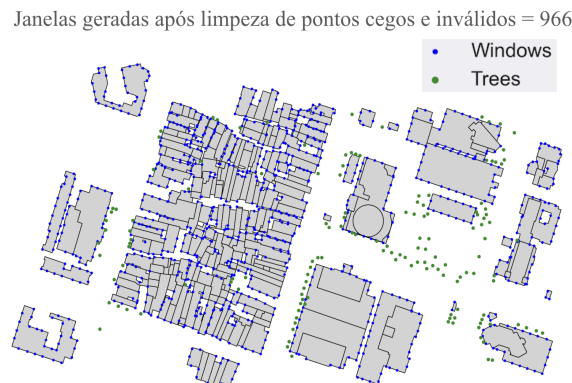 Janelas geradas após limpeza de pontos cegos e inválidos = 966
Windows
Trees